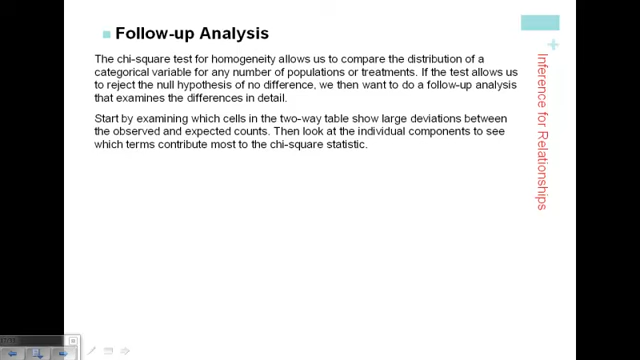 Follow-up Analysis
The chi-square test for homogeneity allows us to compare the distribution of a
categorical variable for any number of populations or treatments. If the test allows us
to reject the null hypothesis of no difference, we then want to do a follow-up analysis
that examines the differences in detail.
Start by examining which cells in the two-way table show large deviations between
the observed and expected counts. Then look at the individual components to see
which terms contribute most to the chi-square statistic.
+
Inference for Relationships